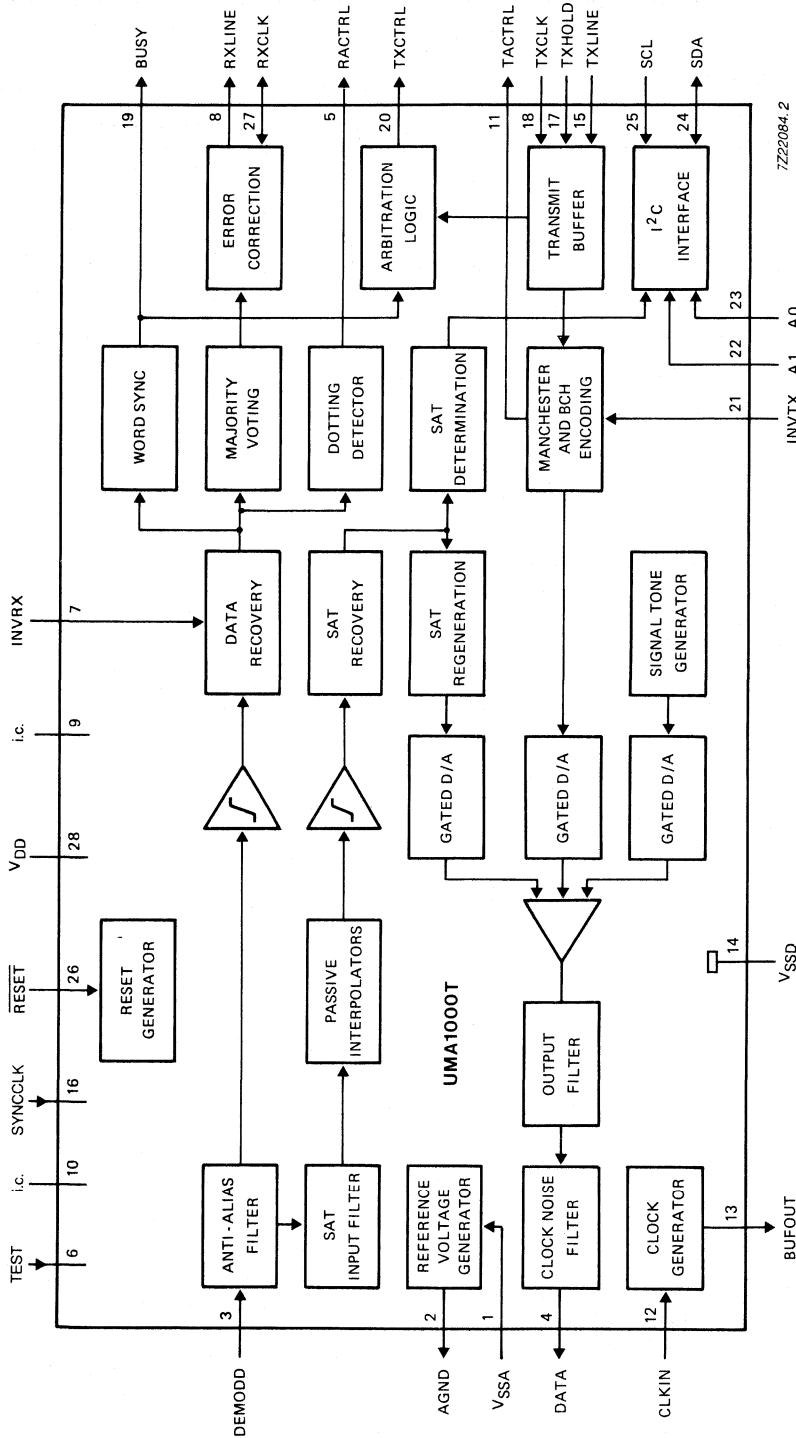 TEST
i.c.
SYNCCLK
RESET
VDD
i.c.
INVRX
6
10
16
26
28
9
7
RESET
GENERATOR
WORD SYNC
19
BUSY
DEMODD
3
ANTI-ALIAS
FILTER
DATA
RECOVERY
MAJORITY
VOTING
ERROR
CORRECTION
8
RXLINE
27
RXCLK
SAT
INPUT FILTER
PASSIVE
INTERPOLATORS
SAT
RECOVERY
DOTTING
DETECTOR
5
RACTRL
ARBITRATION
LOGIC
20
TXCTRL
AGND
2
VSSA
1
REFERENCE
VOLTAGE
GENERATOR
UMA1000T
GATED D/A
SAT
REGENERATION
SAT
DETERMINATION
11
TACTRL
DATA
4
CLOCK NOISE
FILTER
OUTPUT
FILTER
GATED D/A
MANCHESTER
AND BCH
ENCODING
TRANSMIT
BUFFER
18
TXCLK
17
TXHOLD
15
TXLINE
CLKIN
12
CLOCK
GENERATOR
GATED D/A
SIGNAL TONE
GENERATOR
I²C
INTERFACE
25
SCL
24
SDA
13
14
21
22
23
BUFOUT
VSSD
INVTX
A1
A0
7Z22084.2